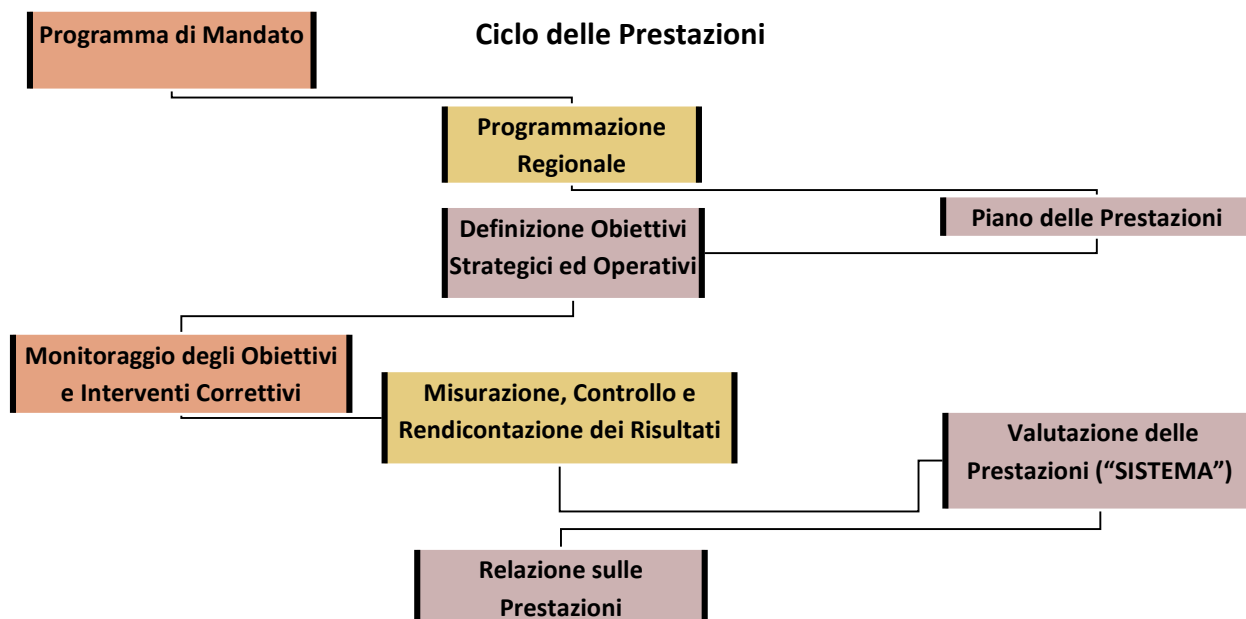 Programma di Mandato
Ciclo delle Prestazioni
Programmazione
Regionale
Piano delle Prestazioni
Definizione Obiettivi
Strategici ed Operativi
Monitoraggio degli Obiettivi
e Interventi Correttivi
Misurazione, Controllo e
Rendicontazione dei Risultati
Valutazione delle
Prestazioni (“SISTEMA”)
Relazione sulle
Prestazioni